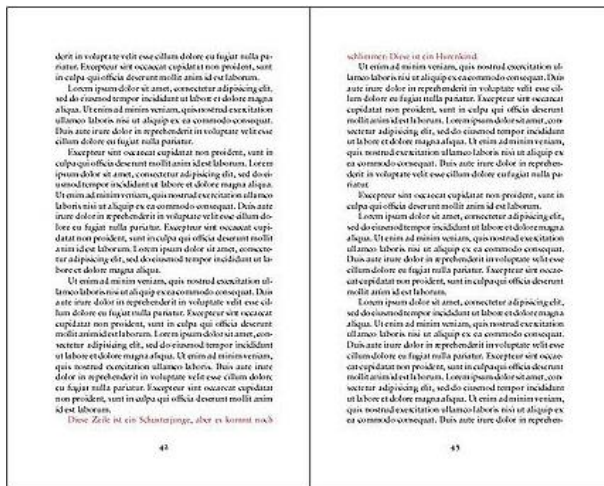 derit in voluptate velit esse cillum dolore eu fugiat nulla pa-
riatur. Excepteur sint occaecat cupidatat non proident, sunt
in culpa qui officia deserunt mollit anim id est laborum.
Lorem ipsum dolor sit amet, consectetur adipisicing elit,
sed do eiusmod tempor incididunt ut labore et dolore magna
aliqua. Ut enim ad minim veniam, quis nostrud exercitation
ullamco laboris nisi ut aliquip ex ea commodo consequat.
Duis aute irure dolor in reprehenderit in voluptate velit esse
cillum dolore eu fugiat nulla pariatur.
Excepteur sint occaecat cupidatat non proident, sunt in
culpa qui officia deserunt mollit anim id est laborum. Lorem
ipsum dolor sit amet, consectetur adipisicing elit, sed do ei-
usmod tempor incididunt ut labore et dolore magna aliqua.
Ut enim ad minim veniam, quis nostrud exercitation ullamco
laboris nisi ut aliquip ex ea commodo consequat. Duis aute
irure dolor in reprehenderit in voluptate velit esse cillum do-
lore eu fugiat nulla pariatur. Excepteur sint occaecat cupi-
datat non proident, sunt in culpa qui officia deserunt mollit
anim id est laborum. Lorem ipsum dolor sit amet, consecte-
tur adipisicing elit, sed do eiusmod tempor incididunt ut la-
bore et dolore magna aliqua.
Ut enim ad minim veniam, quis nostrud exercitation ul-
lamco laboris nisi ut aliquip ex ea commodo consequat. Duis
aute irure dolor in reprehenderit in voluptate velit esse cil-
lum dolore eu fugiat nulla pariatur. Excepteur sint occaecat
cupidatat non proident, sunt in culpa qui officia deserunt
mollit anim id est laborum. Lorem ipsum dolor sit amet, con-
sectetur adipisicing elit, sed do eiusmod tempor incididunt
ut labore et dolore magna aliqua. Ut enim ad minim veniam,
quis nostrud exercitation ullamco laboris nisi ut aliquip ex
ea commodo consequat. Duis aute irure dolor in reprehen-
dolor in reprehenderit in voluptate velit esse cillum dolore;
eu fugiat nulla pariatur. Excepteur sint occaecat cupidatat
non proident, sunt in culpa qui officia deserunt mollit anim
id est laborum.
Diese Zeile ist ein Schusterjunge, aber es kommt noch
42
schlimmer: Diese ist ein Hurenkind.
Ut enim ad minim veniam, quis nostrud exercitation ul-
lamco laboris nisi ut aliquip ex ea commodo consequat. Duis
aute irure dolor in reprehenderit in voluptate velit esse cil-
lum dolore eu fugiat nulla pariatur. Excepteur sint occaecat
cupidatat non proident, sunt in culpa qui officia deserunt
mollit anim id est laborum. Lorem ipsum dolor sit amet, con-
sectetur adipisicing elit, sed do eiusmod tempor incididunt
ut labore et dolore magna aliqua. Ut enim ad minim veniam,
quis nostrud exercitation ullamco laboris nisi ut aliquip ex
ea commodo consequat. Duis aute irure dolor in reprehen-
derit in voluptate velit esse cillum dolore eu fugiat nulla pa-
riatur.
Excepteur sint occaecat cupidatat non proident, sunt in
culpa qui officia deserunt mollit anim id est laborum.
Lorem ipsum dolor sit amet, consectetur adipisicing elit,
sed do eiusmod tempor incididunt ut labore et dolore magna
aliqua. Ut enim ad minim veniam, quis nostrud exercitation
ullamco laboris nisi ut aliquip ex ea commodo consequat.
Duis aute irure dolor in reprehenderit in voluptate velit esse
cillum dolore eu fugiat nulla pariatur. Excepteur sint occae-
cat cupidatat non proident, sunt in culpa qui officia deserunt
mollit anim id est laborum.
Lorem ipsum dolor sit amet, consectetur adipisicing elit,
sed do eiusmod tempor incididunt ut labore et dolore magna
aliqua. Ut enim ad minim veniam, quis nostrud exercitation
ullamco laboris nisi ut aliquip ex ea commodo consequat.
Duis aute irure dolor in reprehenderit in voluptate velit esse
cillum dolore eu fugiat nulla pariatur. Excepteur sint occae-
cat cupidatat non proident, sunt in culpa qui officia deserunt
mollit anim id est laborum. Lorem ipsum dolor sit amet, con-
sectetur adipisicing elit, sed do eiusmod tempor incididunt
ut labore et dolore magna aliqua. Ut enim ad minim veniam,
quis nostrud exercitation ullamco laboris nisi ut aliquip ex
ea commodo consequat. Duis aute irure dolor in reprehen-
43